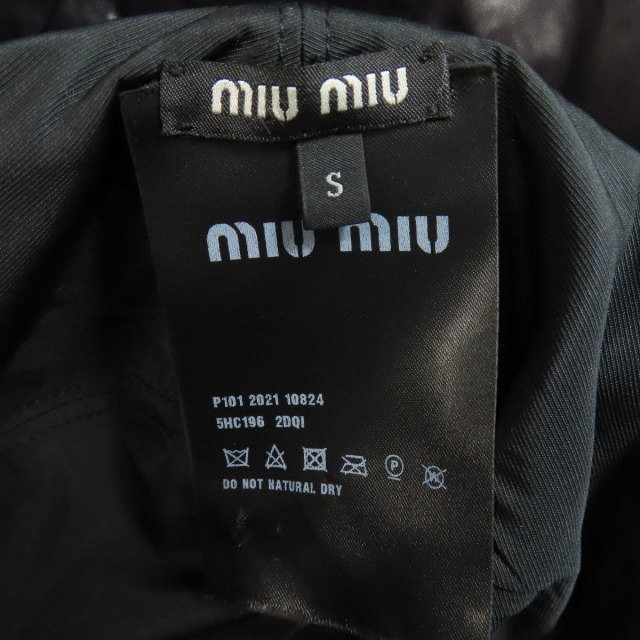 miu miu
S
miu miu
P101 2021 10824
5HC196 2DQI
P
DO NOT NATURAL DRY